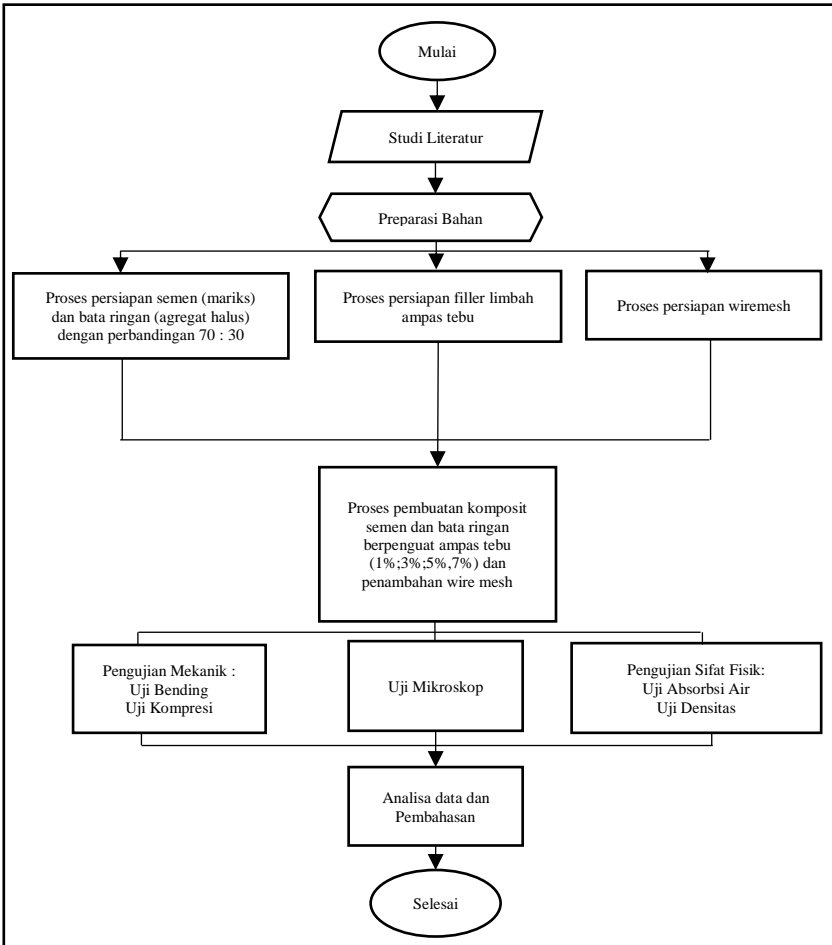 Mulai
Studi Literatur
Preparasi Bahan
Proses persiapan semen (mariks)
dan bata ringan (agregat halus)
dengan perbandingan 70 : 30
Proses persiapan filler limbah
ampas tebu
Proses persiapan wiremesh
Proses pembuatan komposit
semen dan bata ringan
berpenguat ampas tebu
(1%;3%;5%,7%) dan
penambahan wire mesh
Pengujian Mekanik :
Uji Bending
Uji Kompresi
Uji Mikroskop
Pengujian Sifat Fisik:
Uji Absorbsi Air
Uji Densitas
Analisa data dan
Pembahasan
Selesai